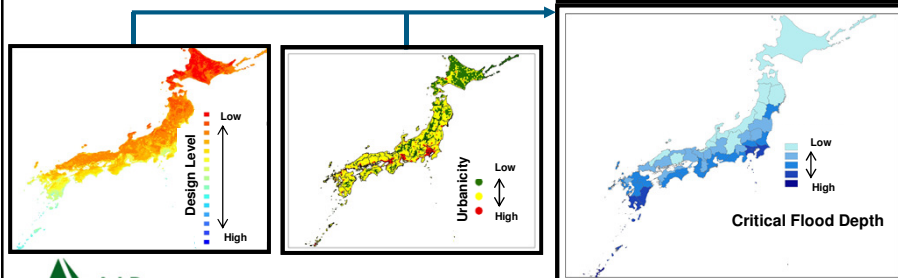 Low
Design Level
High
Low
Urbanicity
High
Low
High
Critical Flood Depth